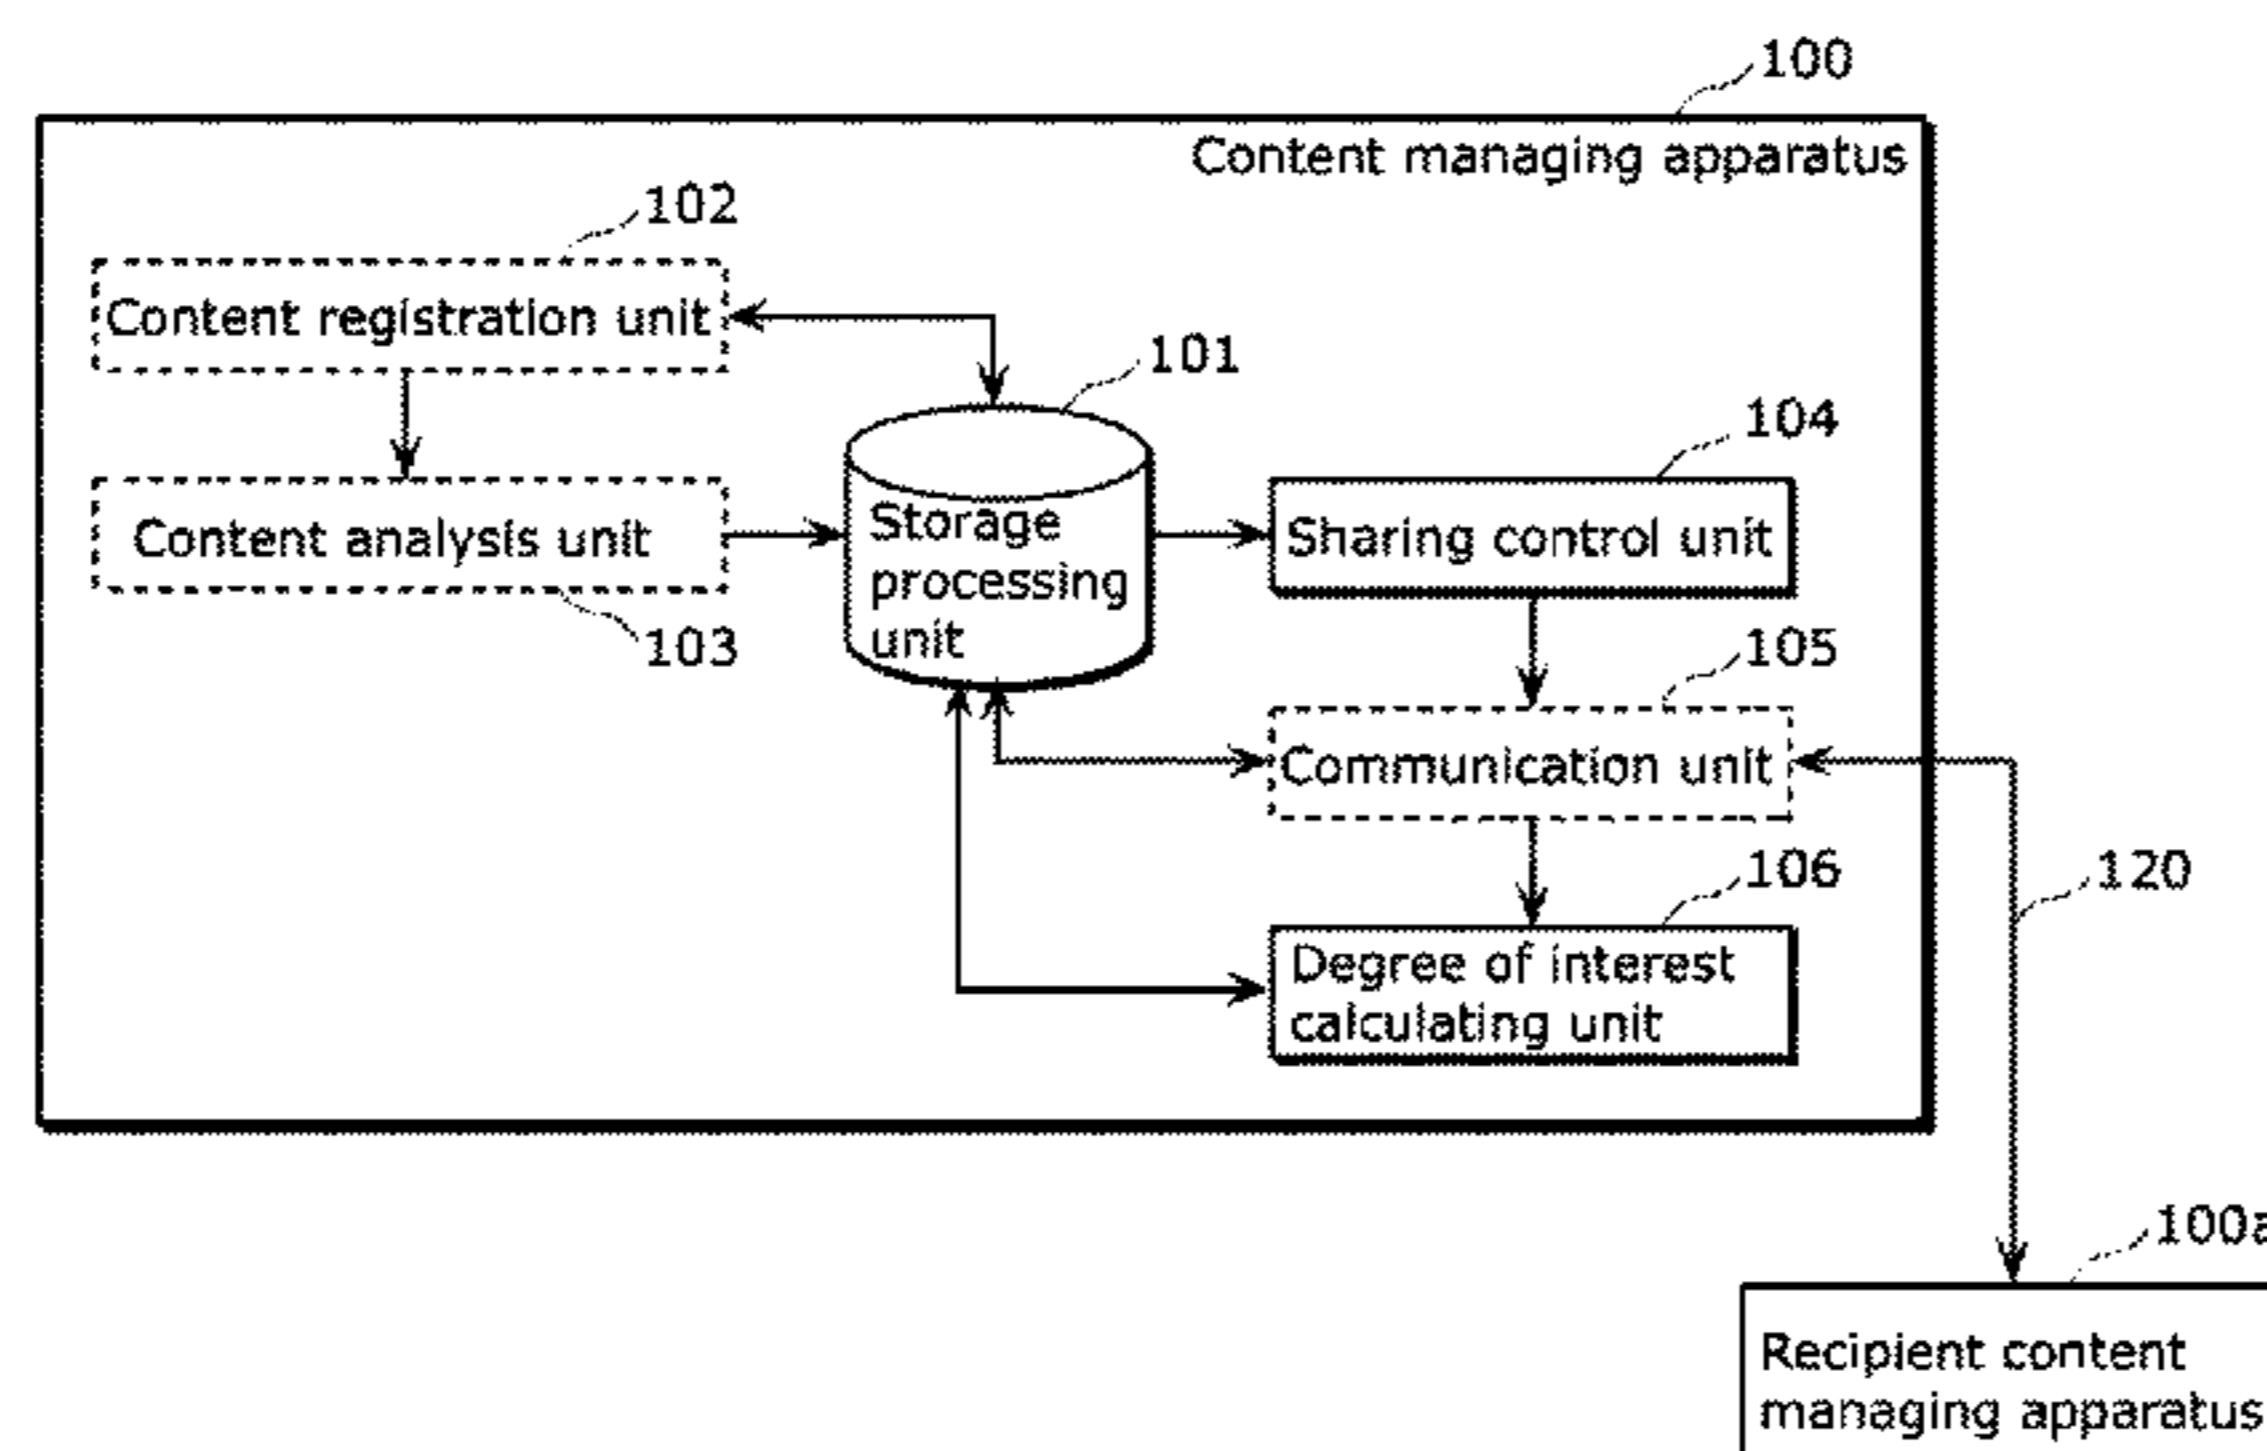 100
Content managing apparatus
102
Content registration unit
101
104
Content analysis unit
Storage
processing
unit
Sharing control unit
103
105
Communication unit
106
120
Degree of interest
calculating unit
100a
Recipient content
managing apparatus